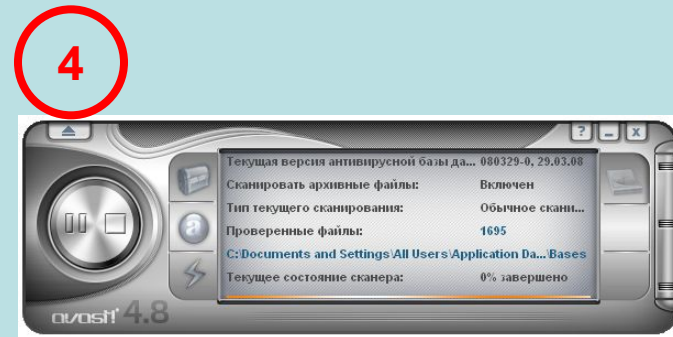 4
Текущая версия антивирусной базы да... 080329-0, 29.03.08
Сканировать архивные файлы: Включен
Тип текущего сканирования: Обычное скани...
Проверенные файлы: 1695
C:\Documents and Settings\All Users\Application Da...\Bases
Текущее состояние сканера: 0% завершено
avast! 4.8